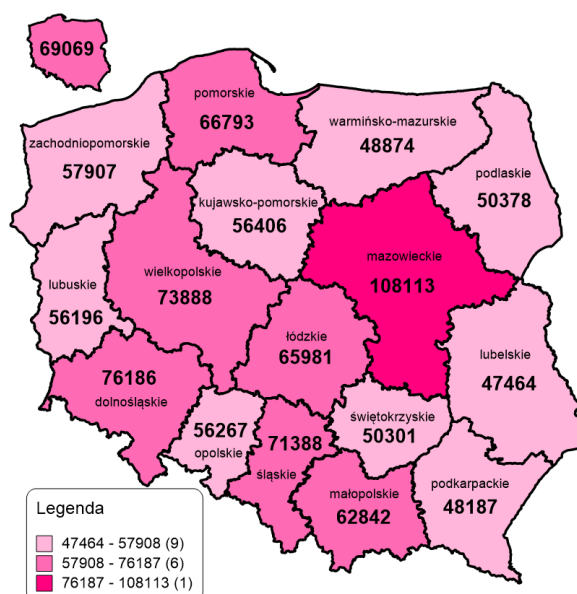 69069
pomorskie
66793
warmińsko-mazurskie
48874
zachodniopomorskie
57907
podlaskie
50378
kujawsko-pomorskie
56406
mazowieckie
108113
wielkopolskie
73888
lubuskie
56196
łódzkie
65981
lubelskie
47464
76186
dolnośląskie
56267
opolskie
71388
śląskie
świętokrzyskie
50301
małopolskie
62842
podkarpackie
48187
Legenda
47464 - 57908 (9)
57908 - 76187 (6)
76187 - 108113 (1)